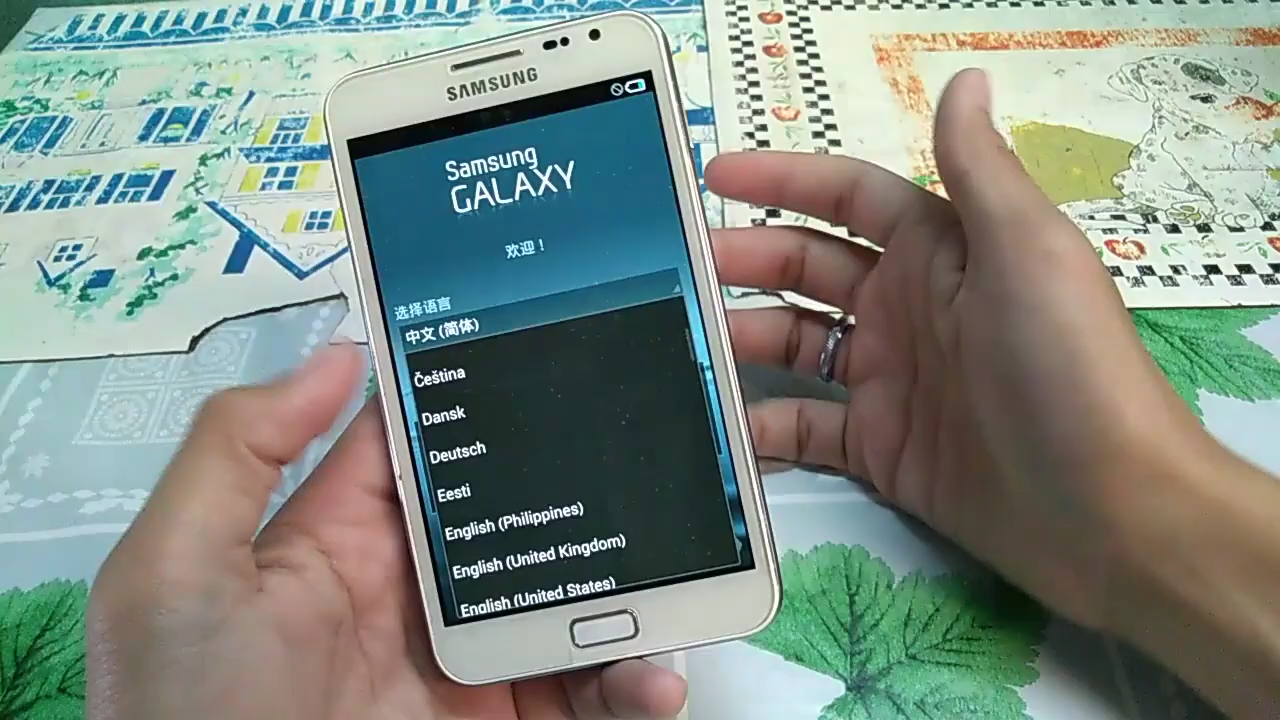 SAMSUNG
Samsung
GALAXY
欢迎！
选择语言
中文 (简体)
Čeština
Dansk
Deutsch
Eesti
English (Philippines)
English (United Kingdom)
English (United States)